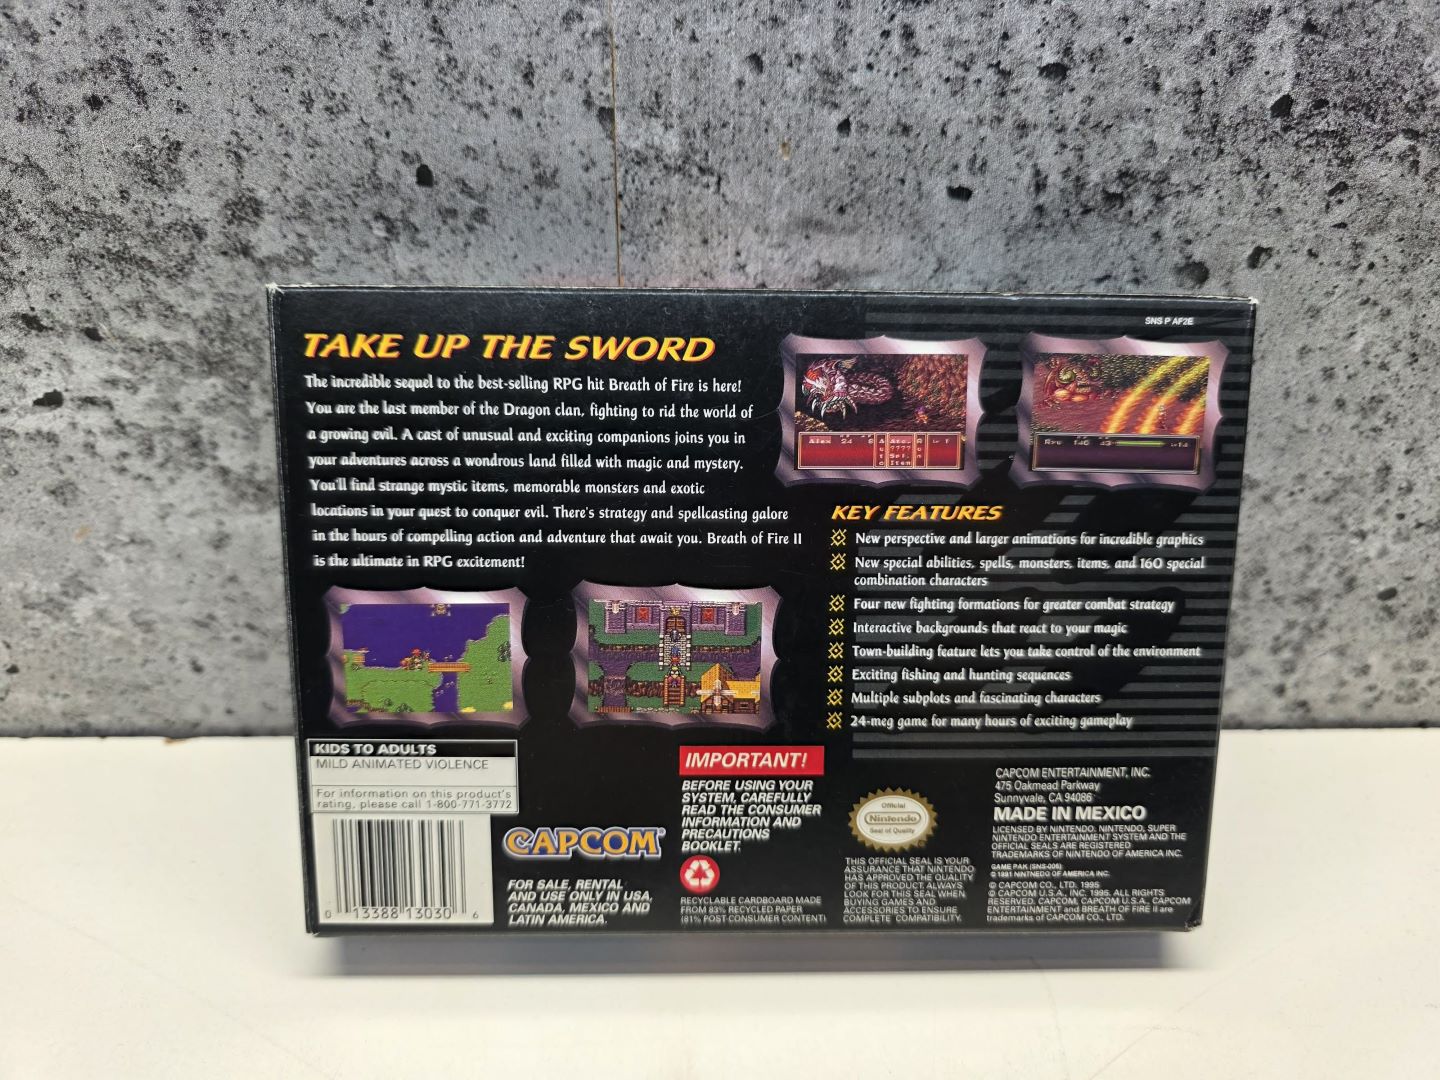 SNS P AF2E
TAKE UP THE SWORD
The incredible sequel to the best-selling RPG hit Breath of Fire is here!
You are the last member of the Dragon clan, fighting to rid the world of
a growing evil. A cast of unusual and exciting companions joins you in
your adventures across a wondrous land filled with magic and mystery.
You'll find strange mystic items, memorable monsters and exotic
locations in your quest to conquer evil. There's strategy and spellcasting galore
in the hours of compelling action and adventure that await you. Breath of Fire II
is the ultimate in RPG excitement!
KEY FEATURES
New perspective and larger animations for incredible graphics
New special abilities, spells, monsters, items, and 160 special
combination characters
Four new fighting formations for greater combat strategy
Interactive backgrounds that react to your magic
Town-building feature lets you take control of the environment
Exciting fishing and hunting sequences
Multiple subplots and fascinating characters
24-meg game for many hours of exciting gameplay
KIDS TO ADULTS
MILD ANIMATED VIOLENCE
For information on this product's
rating, please call 1-800-771-3772
0 13388 13030 6
CAPCOM
FOR SALE, RENTAL
AND USE ONLY IN USA,
CANADA, MEXICO AND
LATIN AMERICA.
IMPORTANT!
BEFORE USING YOUR
SYSTEM, CAREFULLY
READ THE CONSUMER
INFORMATION AND
PRECAUTIONS
BOOKLET.
RECYCLABLE CARDBOARD MADE
FROM 83% RECYCLED PAPER
(81% POST-CONSUMER CONTENT)
Official
Nintendo
Seal of Quality
THIS OFFICIAL SEAL IS YOUR
ASSURANCE THAT NINTENDO
HAS APPROVED THE QUALITY
OF THIS PRODUCT. ALWAYS
LOOK FOR THIS SEAL WHEN
BUYING GAMES AND
ACCESSORIES TO ENSURE
COMPLETE COMPATIBILITY.
CAPCOM ENTERTAINMENT, INC.
475 Oakmead Parkway
Sunnyvale, CA 94086
MADE IN MEXICO
LICENSED BY NINTENDO. NINTENDO, SUPER
NINTENDO ENTERTAINMENT SYSTEM AND THE
OFFICIAL SEALS ARE REGISTERED
TRADEMARKS OF NINTENDO OF AMERICA INC.
GAME PAK (SNS-006)
© 1991 NINTENDO OF AMERICA INC.
© CAPCOM CO., LTD. 1995
© CAPCOM U.S.A., INC. 1995. ALL RIGHTS
RESERVED. CAPCOM, CAPCOM U.S.A., CAPCOM
ENTERTAINMENT and BREATH OF FIRE II are
trademarks of CAPCOM CO., LTD.